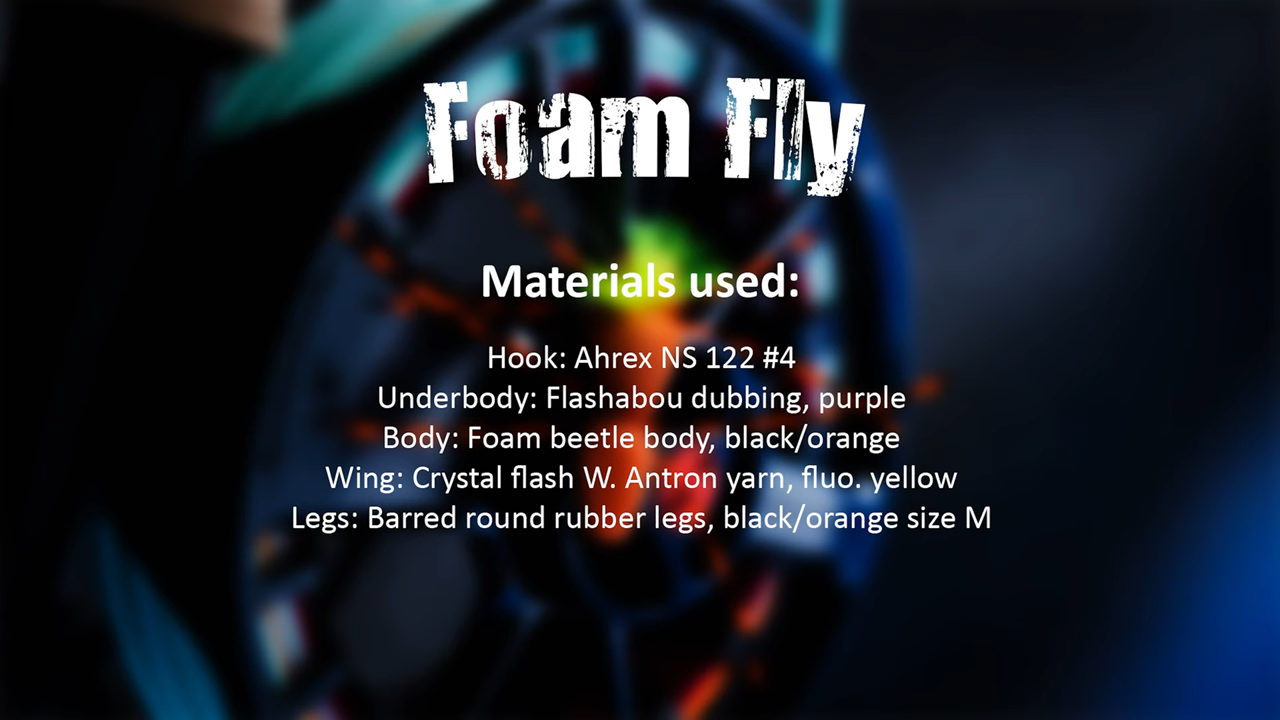 Foam Fly
Materials used:
Hook: Ahrex NS 122 #4
Underbody: Flashabou dubbing, purple
Body: Foam beetle body, black/orange
Wing: Crystal flash W. Antron yarn, fluo. yellow
Legs: Barred round rubber legs, black/orange size M